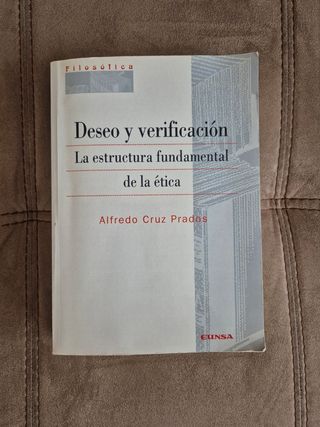 Filosófica
Deseo y verificación
La estructura fundamental
de la ética
Alfredo Cruz Prados
EUNSA